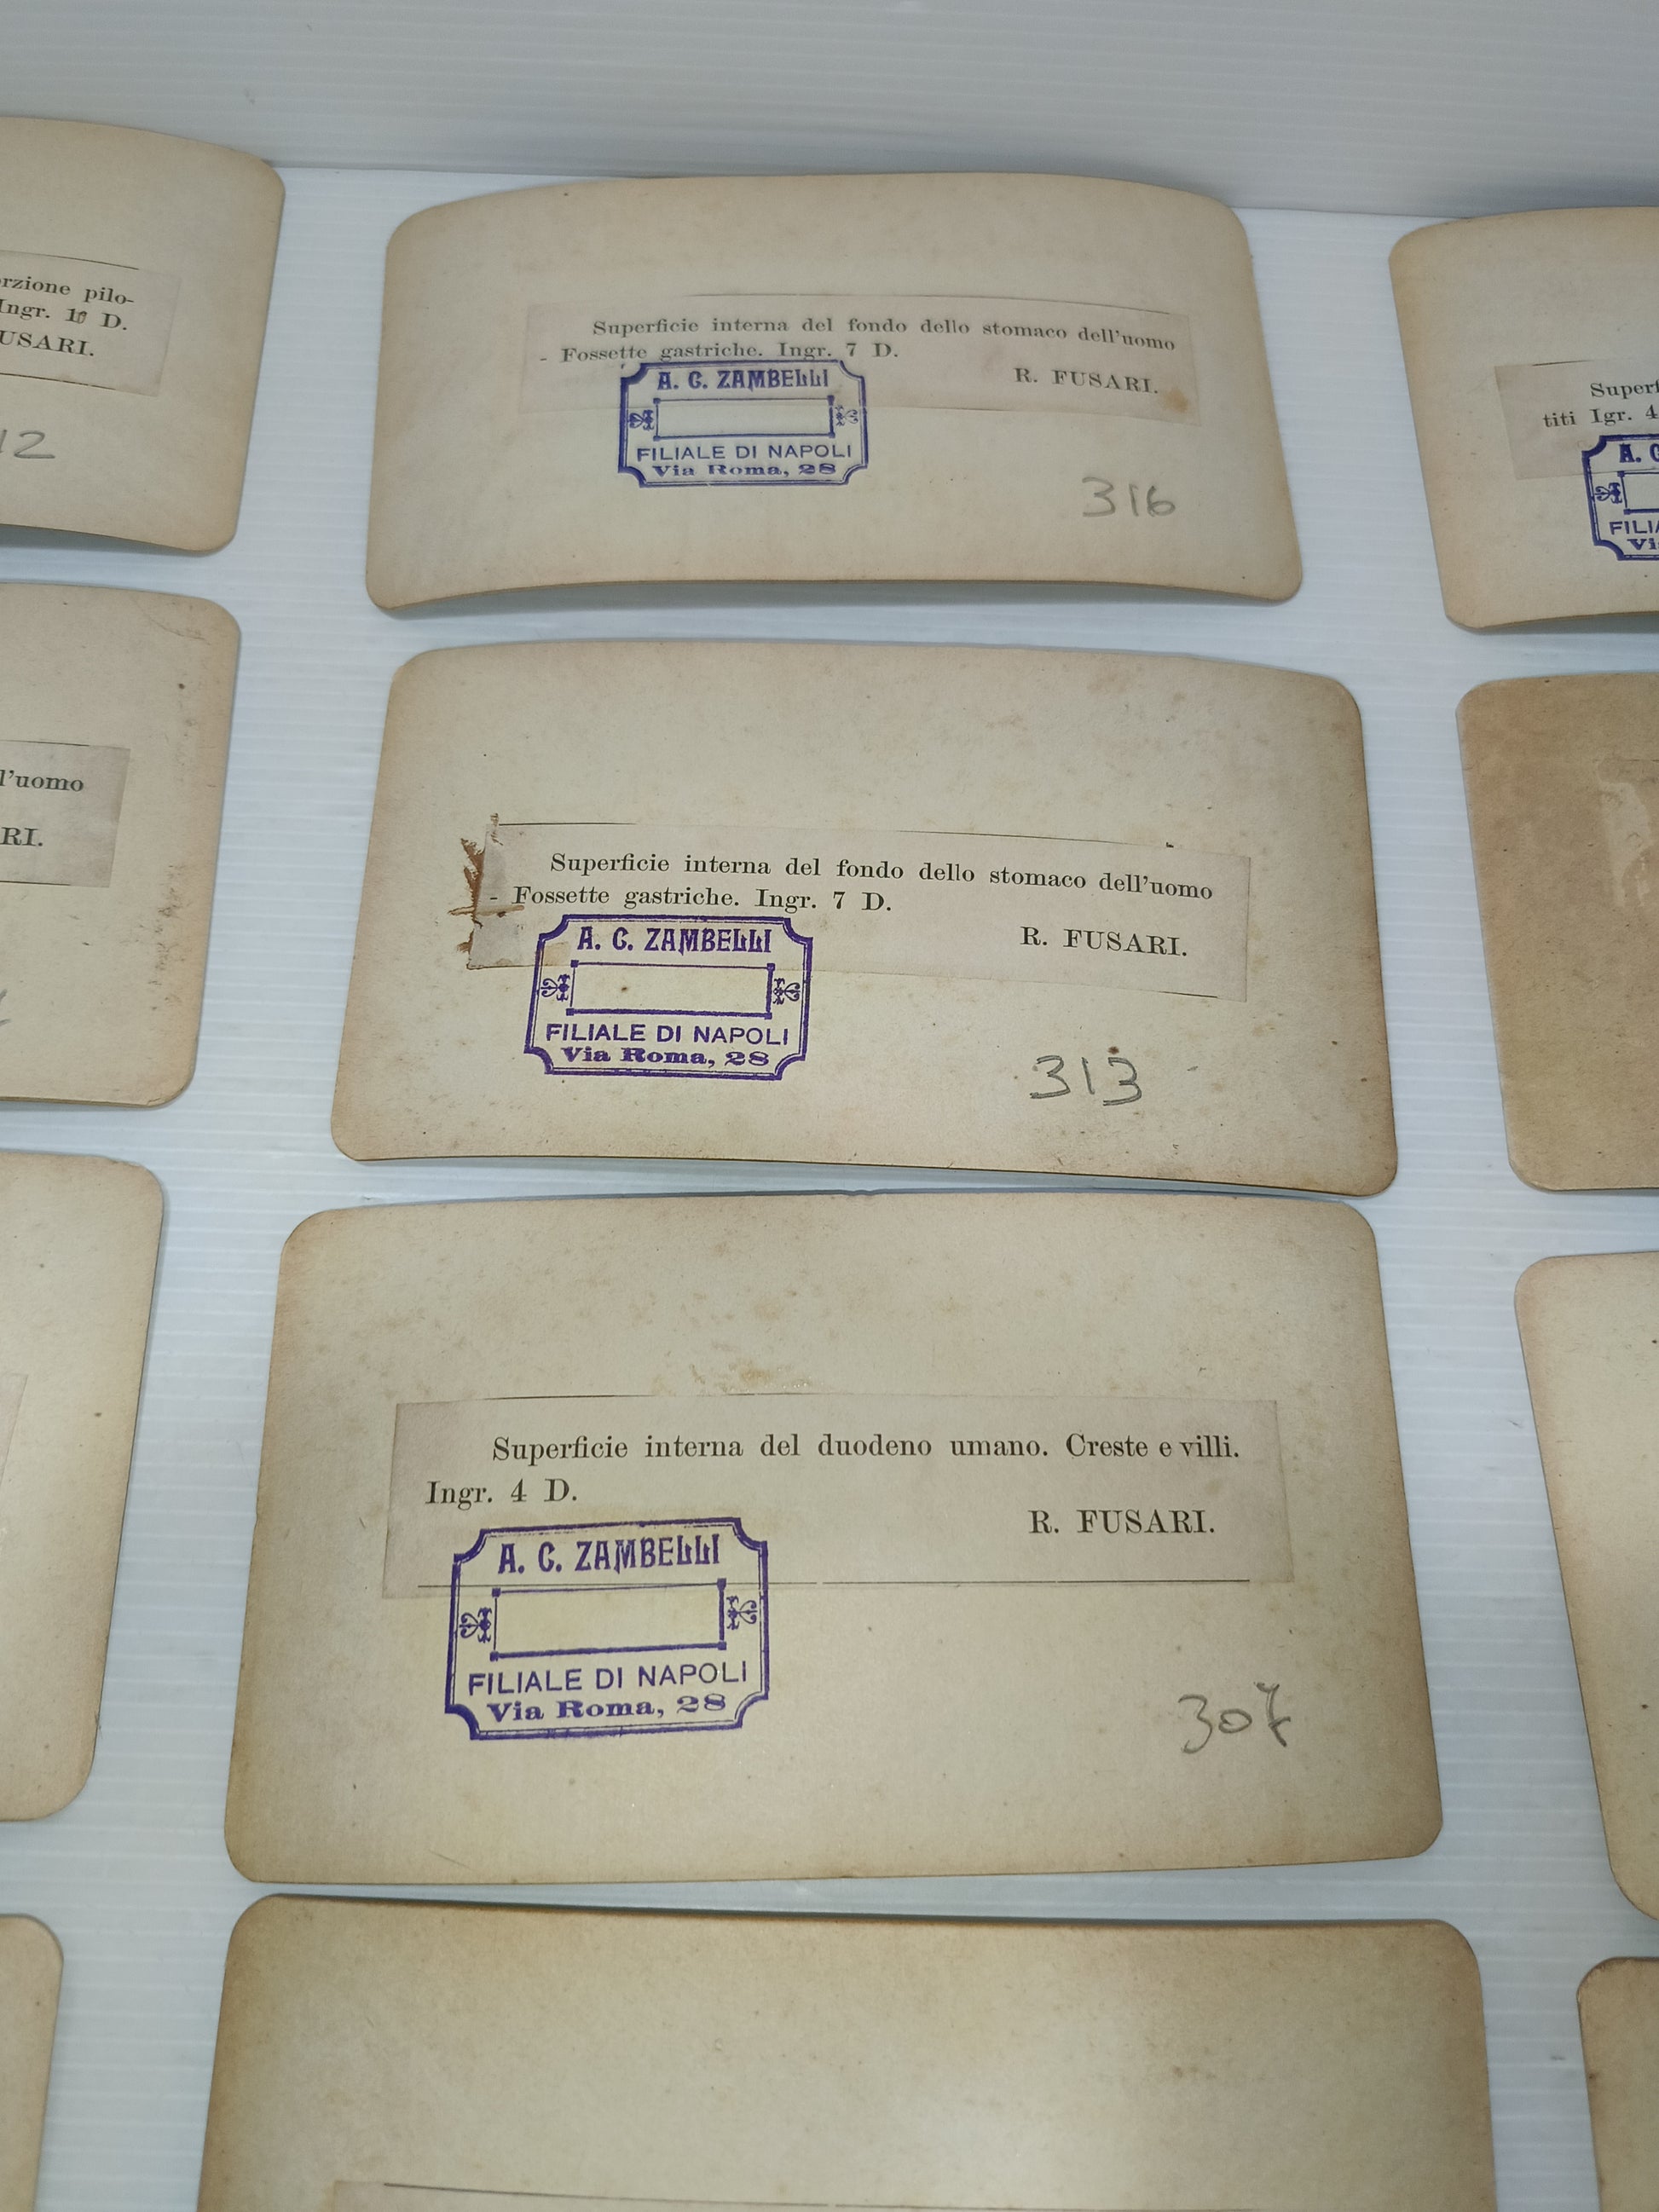 pilo-
Ingr. D.
FUSARI.
12
l'uomo
RI.
Superficie interna del fondo dello stomaco dell'uomo
- Fossette gastriche. Ingr. 7 D.
R. FUSARI.
A. C. ZAMBELLI
FILIALE DI NAPOLI
Via Roma, 28
316
Superficie interna del fondo dello stomaco dell'uomo
- Fossette gastriche. Ingr. 7 D.
R. FUSARI.
A. C. ZAMBELLI
FILIALE DI NAPOLI
Via Roma, 28
313
Superficie interna del duodeno umano. Creste e villi.
Ingr. 4 D.
R. FUSARI.
A. C. ZAMBELLI
FILIALE DI NAPOLI
Via Roma, 28
307
Superf
titi Igr. 4
A. C
FILIA
Vi